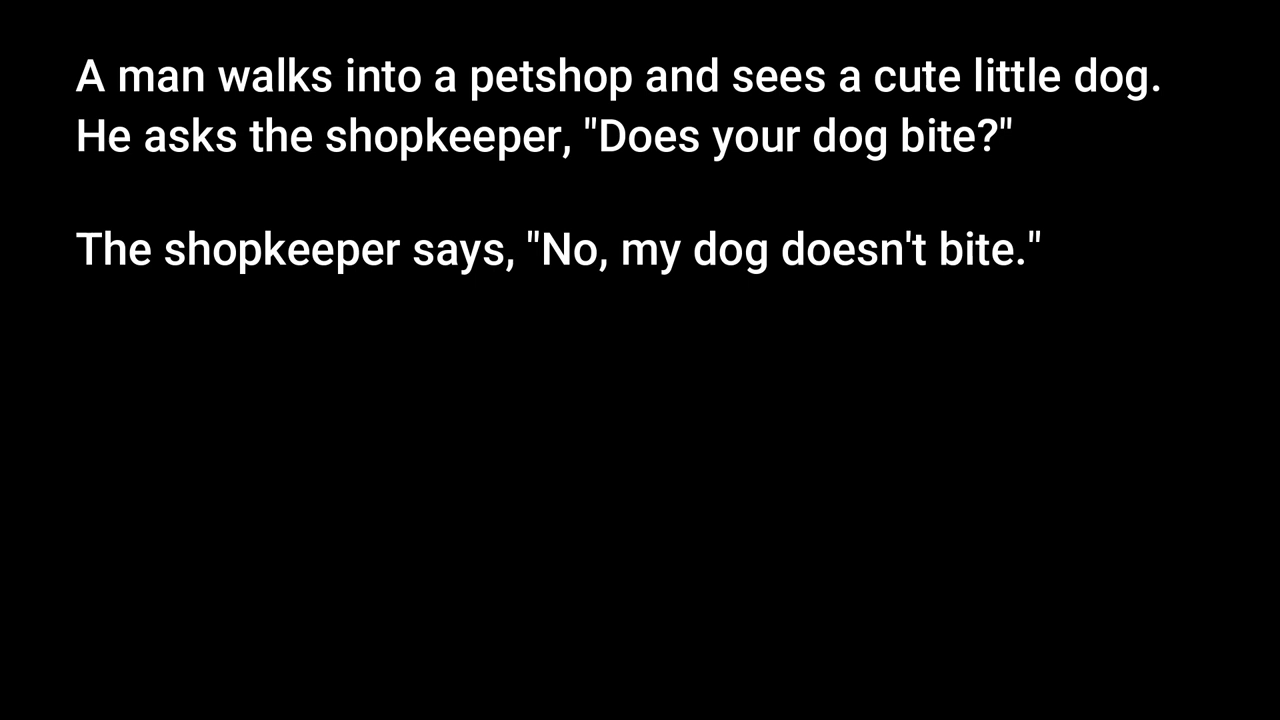 A man walks into a petshop and sees a cute little dog.
He asks the shopkeeper, "Does your dog bite?"
The shopkeeper says, "No, my dog doesn't bite."